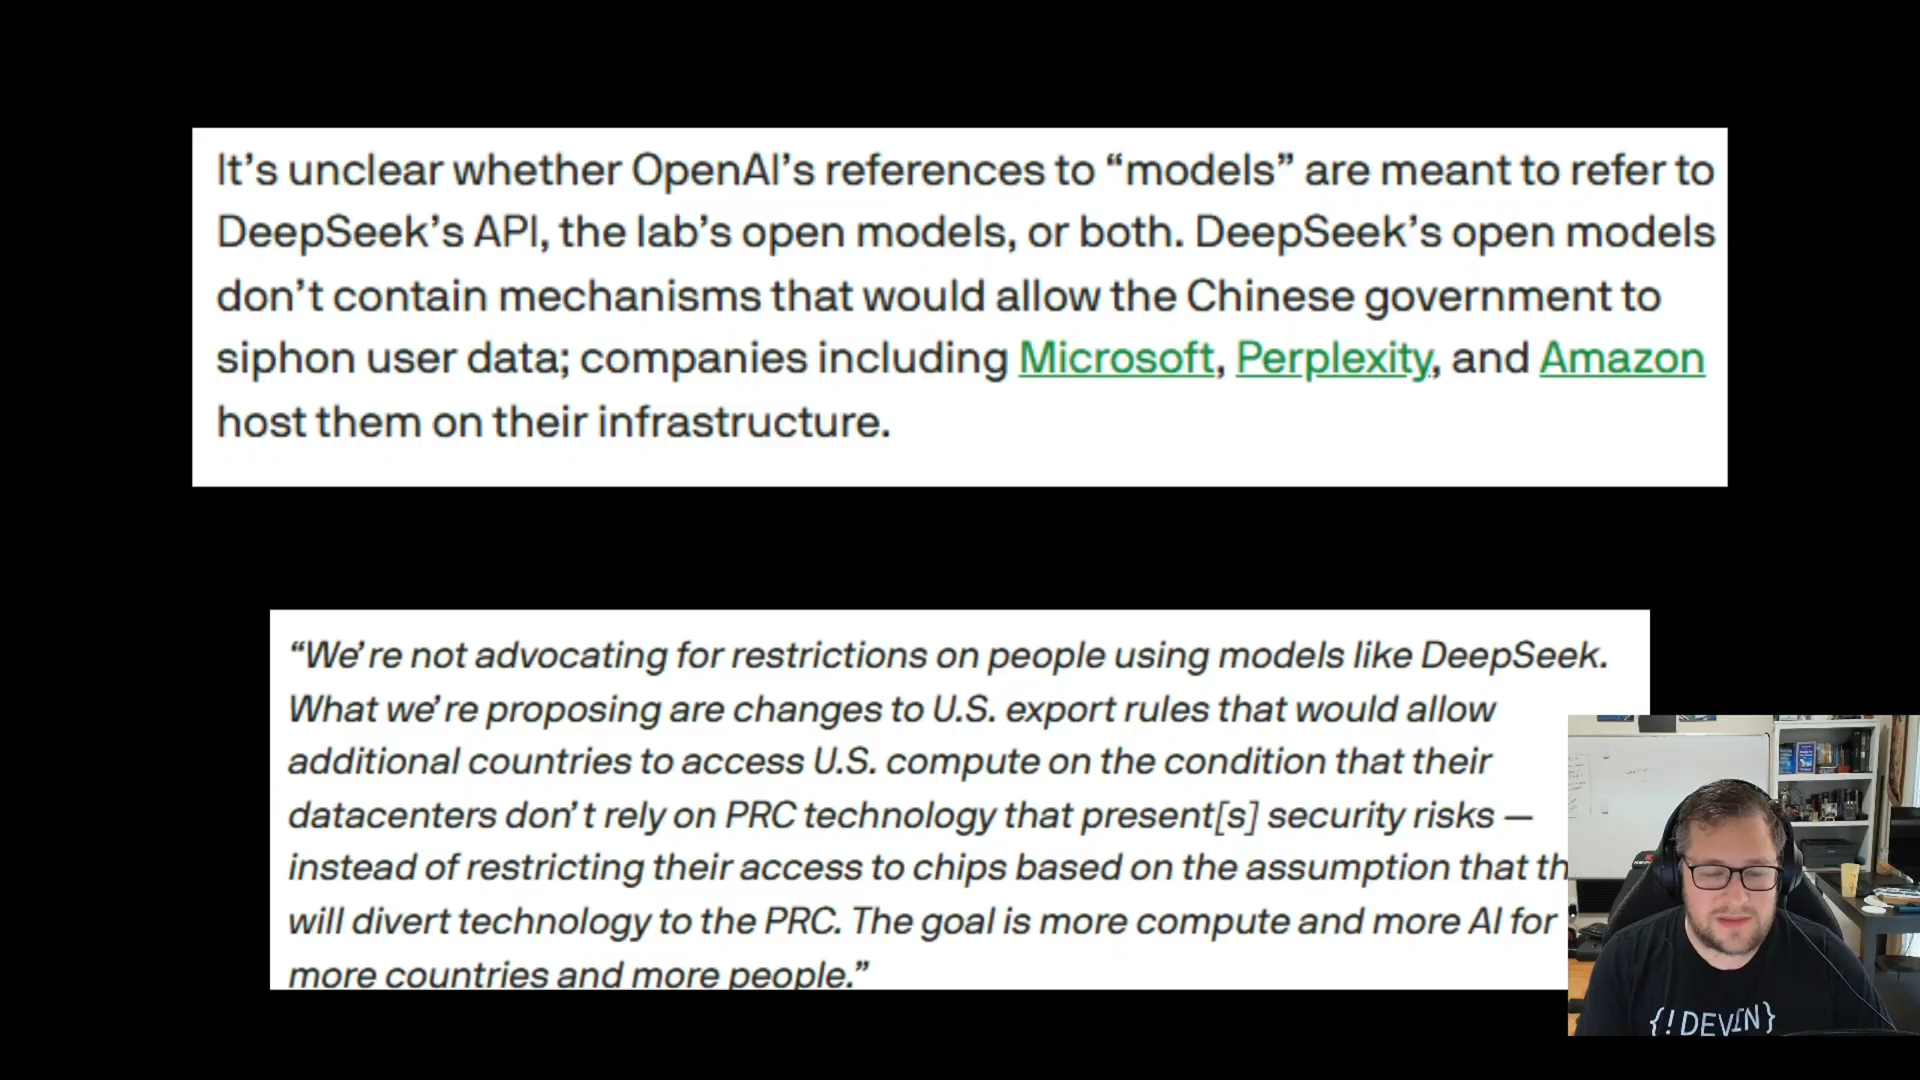 It’s unclear whether OpenAI’s references to “models” are meant to refer to
DeepSeek’s API, the lab’s open models, or both. DeepSeek’s open models
don’t contain mechanisms that would allow the Chinese government to
siphon user data; companies including Microsoft, Perplexity, and Amazon
host them on their infrastructure.
“We’re not advocating for restrictions on people using models like DeepSeek.
What we’re proposing are changes to U.S. export rules that would allow
additional countries to access U.S. compute on the condition that their
datacenters don’t rely on PRC technology that present[s] security risks —
instead of restricting their access to chips based on the assumption that
will divert technology to the PRC. The goal is more compute and more AI for
more countries and more people.”
{!DEVIN}